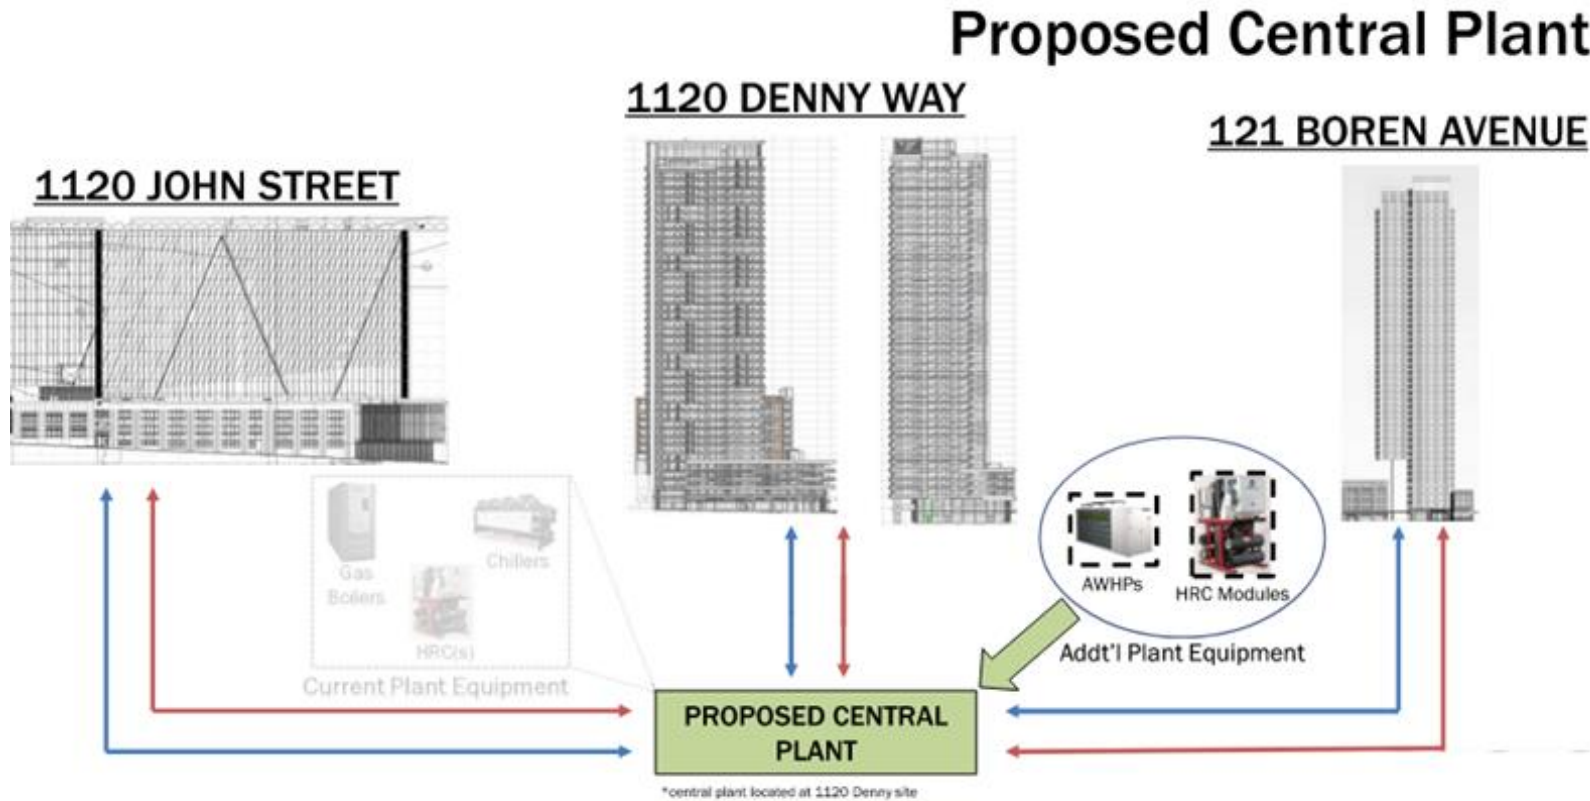 Proposed Central Plant
1120 DENNY WAY
121 BOREN AVENUE
1120 JOHN STREET
Gas
Boilers
Chillers
HRC(s)
Current Plant Equipment
AWHPs
HRC Modules
Addt'l Plant Equipment
PROPOSED CENTRAL
PLANT
*central plant located at 1120 Denny site